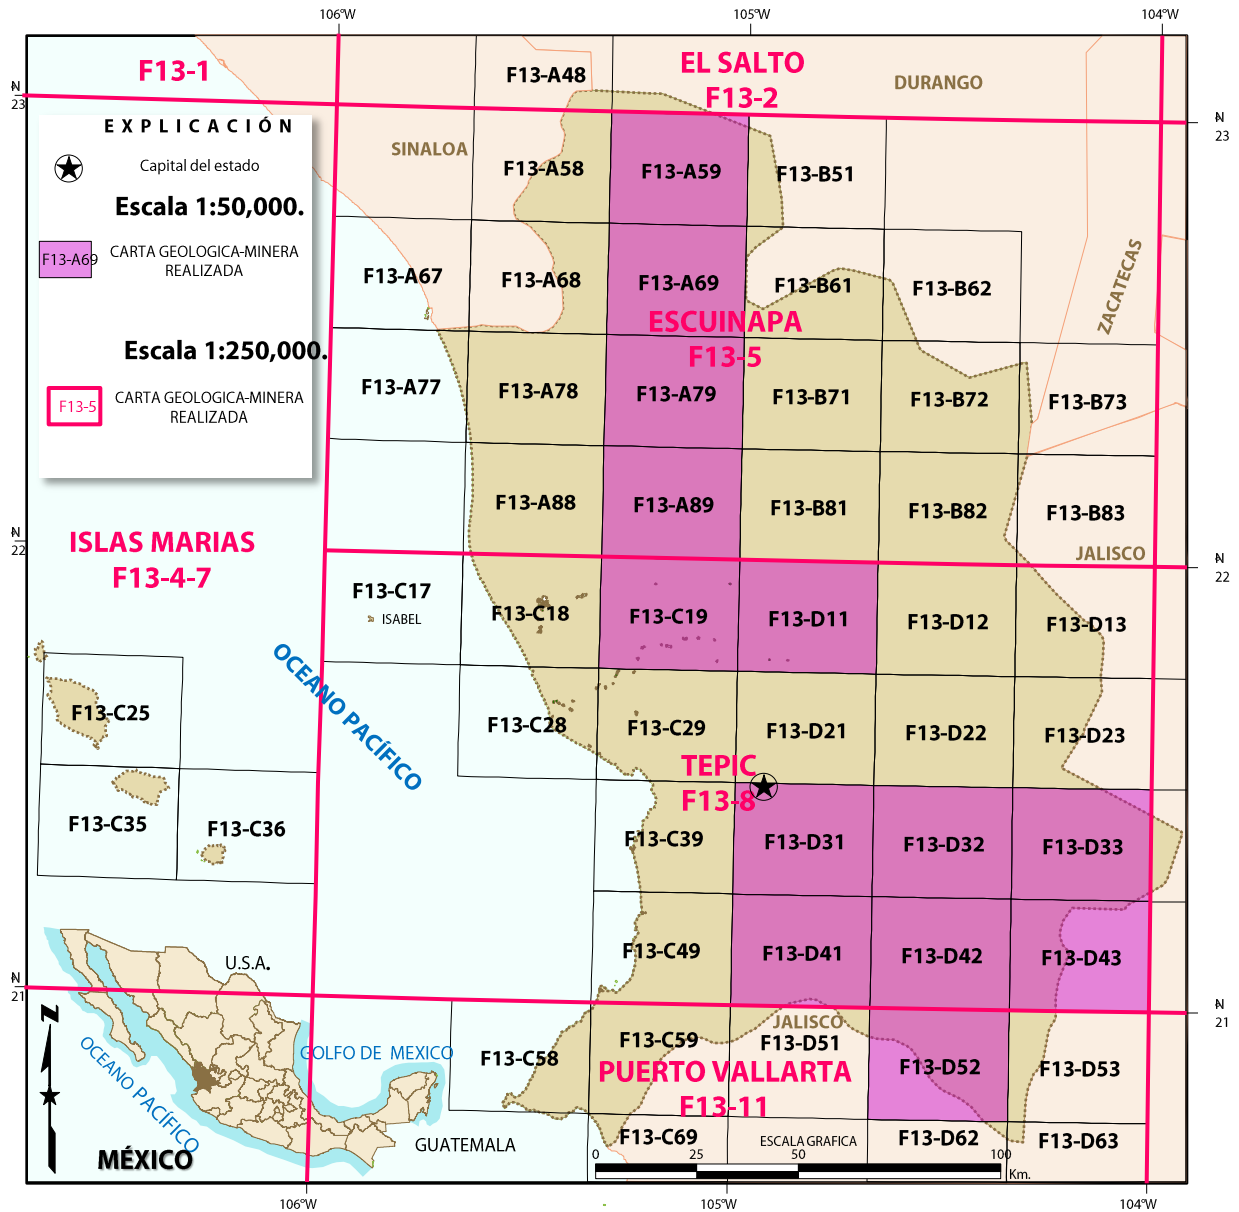 106°W
105°W
104°W
F13-1
F13-A48
EL SALTO
F13-2
DURANGO
N
23
N
23
EXPLICACIÓN
Capital del estado
Escala 1:50,000.
F13-A69
CARTA GEOLOGICA-MINERA
REALIZADA
Escala 1:250,000.
F13-5
CARTA GEOLOGICA-MINERA
REALIZADA
SINALOA
F13-A58
F13-A59
F13-B51
F13-A67
F13-A68
F13-A69
F13-B61
F13-B62
ZACATECAS
ESCUINAPA
F13-5
F13-A77
F13-A78
F13-A79
F13-B71
F13-B72
F13-B73
F13-A88
F13-A89
F13-B81
F13-B82
F13-B83
JALISCO
N
22
N
22
ISLAS MARIAS
F13-4-7
F13-C17
ISABEL
F13-C18
F13-C19
F13-D11
F13-D12
F13-D13
OCEANO PACÍFICO
F13-C25
F13-C28
F13-C29
F13-D21
F13-D22
F13-D23
TEPIC
F13-8
F13-C35
F13-C36
F13-C39
F13-D31
F13-D32
F13-D33
F13-C49
F13-D41
F13-D42
F13-D43
N
21
N
21
U.S.A.
N
OCEANO PACÍFICO
GOLFO DE MEXICO
GUATEMALA
MÉXICO
F13-C58
F13-C59
JALISCO
F13-D51
F13-D52
F13-D53
PUERTO VALLARTA
F13-11
F13-C69
ESCALA GRAFICA
F13-D62
F13-D63
0
25
50
100
Km.
106°W
105°W
104°W